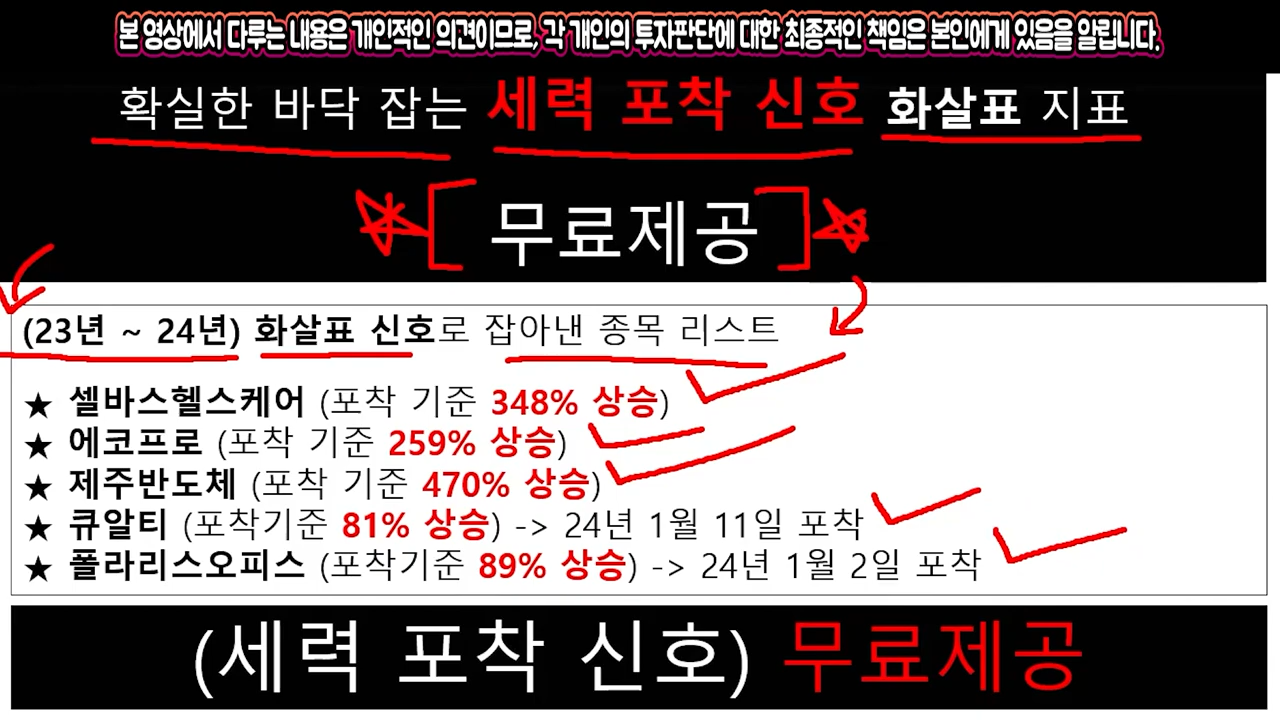 본 영상에서 다루는 내용은 개인적인 의견이므로, 각 개인의 투자판단에 대한 최종적인 책임은 본인에게 있음을 알립니다.
확실한 바닥 잡는 세력 포착 신호 화살표 지표
무료제공
(23년 ~ 24년) 화살표 신호로 잡아낸 종목 리스트
★ 셀바스헬스케어 (포착 기준 348% 상승)
★ 에코프로 (포착 기준 259% 상승)
★ 제주반도체 (포착 기준 470% 상승)
★ 큐알티 (포착기준 81% 상승) -> 24년 1월 11일 포착
★ 폴라리스오피스 (포착기준 89% 상승) -> 24년 1월 2일 포착
(세력 포착 신호) 무료제공